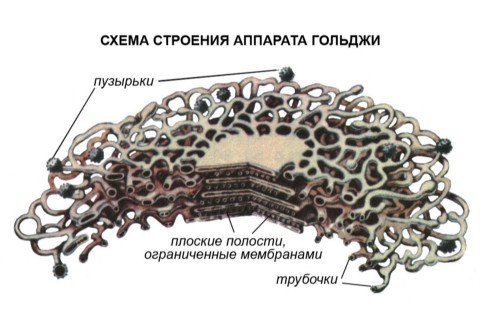 СХЕМА СТРОЕНИЯ АППАРАТА ГОЛЬДЖИ
пузырьки
плоские полости,
ограниченные мембранами
трубочки